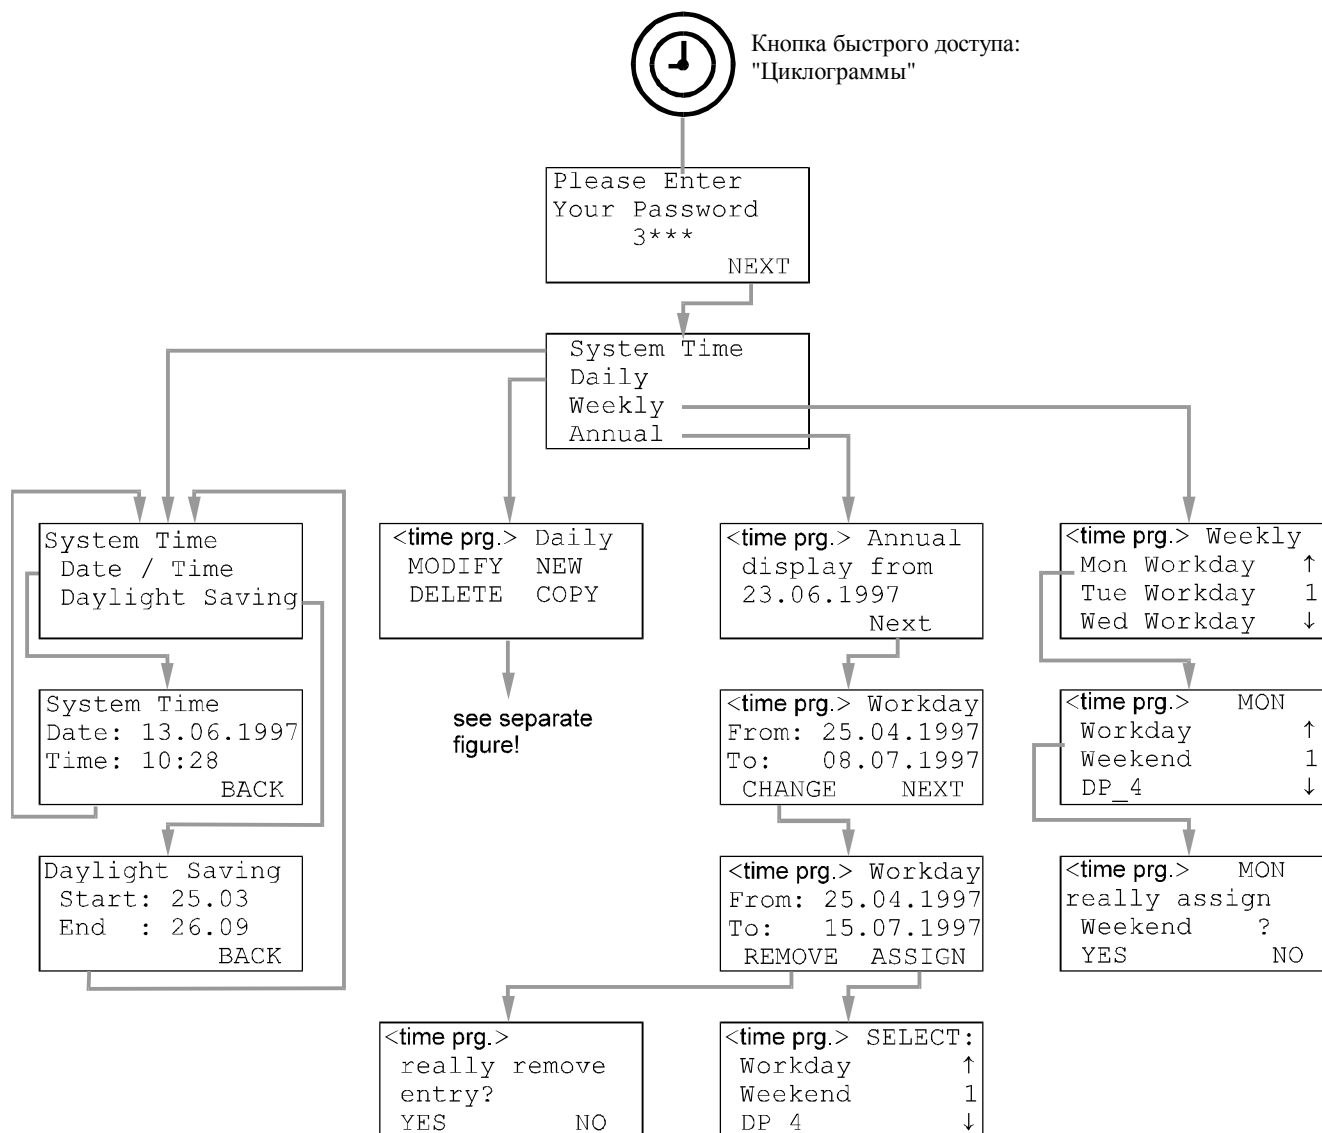 Кнопка быстрого доступа:
"Циклограммы"
Please Enter
Your Password
3***
NEXT
System Time
Daily
Weekly
Annual
System Time
Date / Time
Daylight Saving
<time prg.> Daily
MODIFY NEW
DELETE COPY
see separate
figure!
<time prg.> Annual
display from
23.06.1997
Next
<time prg.> Weekly
Mon Workday ↑
Tue Workday 1
Wed Workday ↓
System Time
Date: 13.06.1997
Time: 10:28
BACK
<time prg.> Workday
From: 25.04.1997
To: 08.07.1997
CHANGE NEXT
<time prg.> MON
Workday ↑
Weekend 1
DP_4 ↓
Daylight Saving
Start: 25.03
End : 26.09
BACK
<time prg.> Workday
From: 25.04.1997
To: 15.07.1997
REMOVE ASSIGN
<time prg.> MON
really assign
Weekend ?
YES NO
<time prg.>
really remove
entry?
YES NO
<time prg.> SELECT:
Workday ↑
Weekend 1
DP 4 ↓